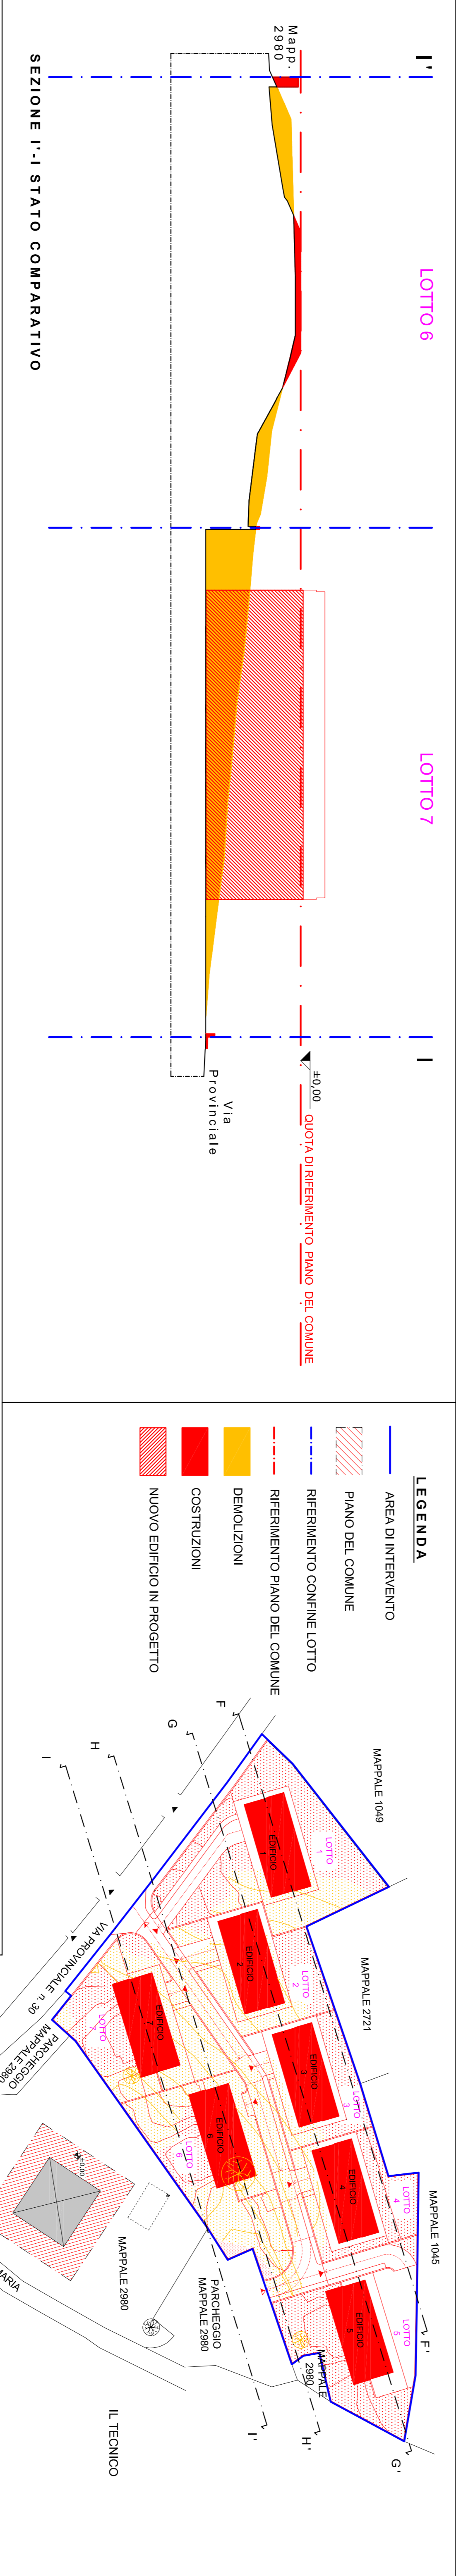 I'
LOTTO 6
LOTTO 7
I
Mapp.
2980
±0,00
QUOTA DI RIFERIMENTO PIANO DEL COMUNE
Via
Provinciale
SEZIONE I'-I STATO COMPARATIVO
LEGENDA
AREA DI INTERVENTO
PIANO DEL COMUNE
RIFERIMENTO CONFINE LOTTO
RIFERIMENTO PIANO DEL COMUNE
DEMOLIZIONI
COSTRUZIONI
NUOVO EDIFICIO IN PROGETTO
MAPPALE 1049
MAPPALE 2721
MAPPALE 1045
F
G
H
I
F'
G'
H'
I'
LOTTO
1
EDIFICIO
1
LOTTO
2
EDIFICIO
2
LOTTO
3
EDIFICIO
3
LOTTO
4
EDIFICIO
4
LOTTO
5
EDIFICIO
5
LOTTO
6
EDIFICIO
6
LOTTO
7
EDIFICIO
7
MAPPALE
2980
VIA PROVINCIALE n. 30
PARCHEGGIO
MAPPALE 2980
PARCHEGGIO
MAPPALE 2980
MAPPALE 2980
±0,00
IL TECNICO